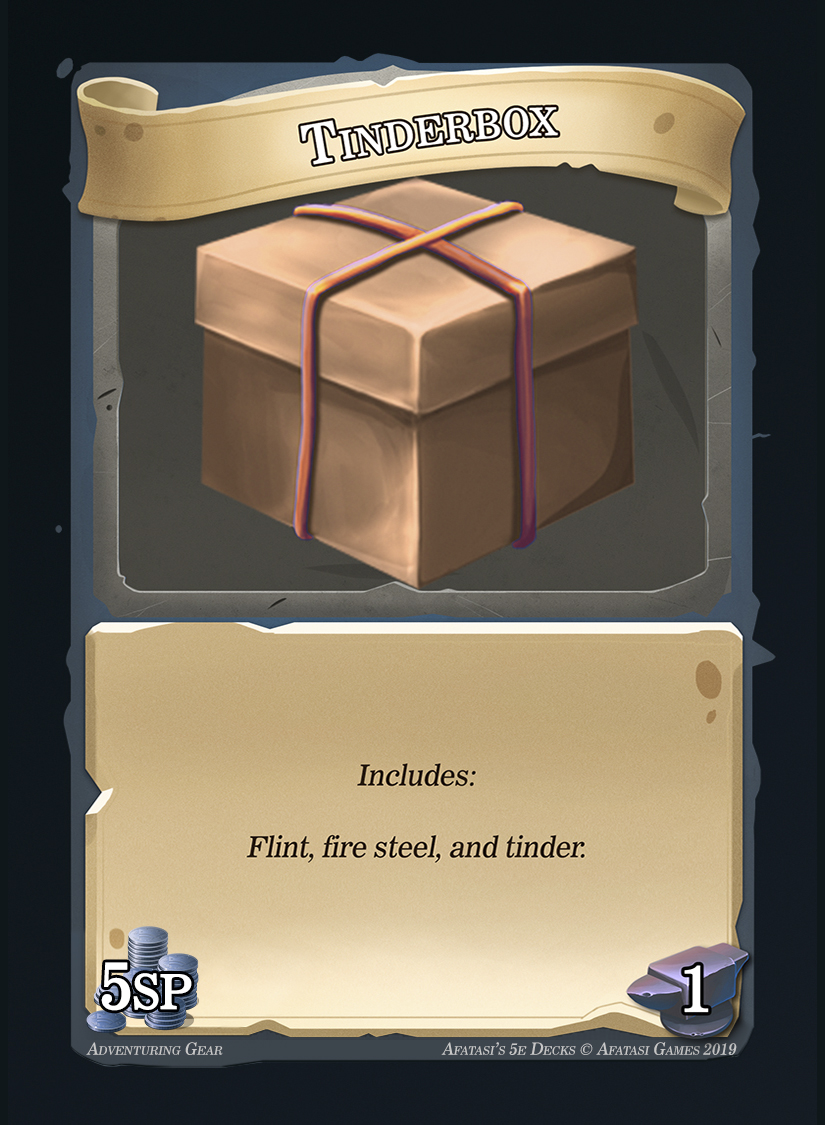 Tinderbox
Includes:
Flint, fire steel, and tinder.
5SP
1
Adventuring Gear
Afatasi's 5e Decks © Afatasi Games 2019